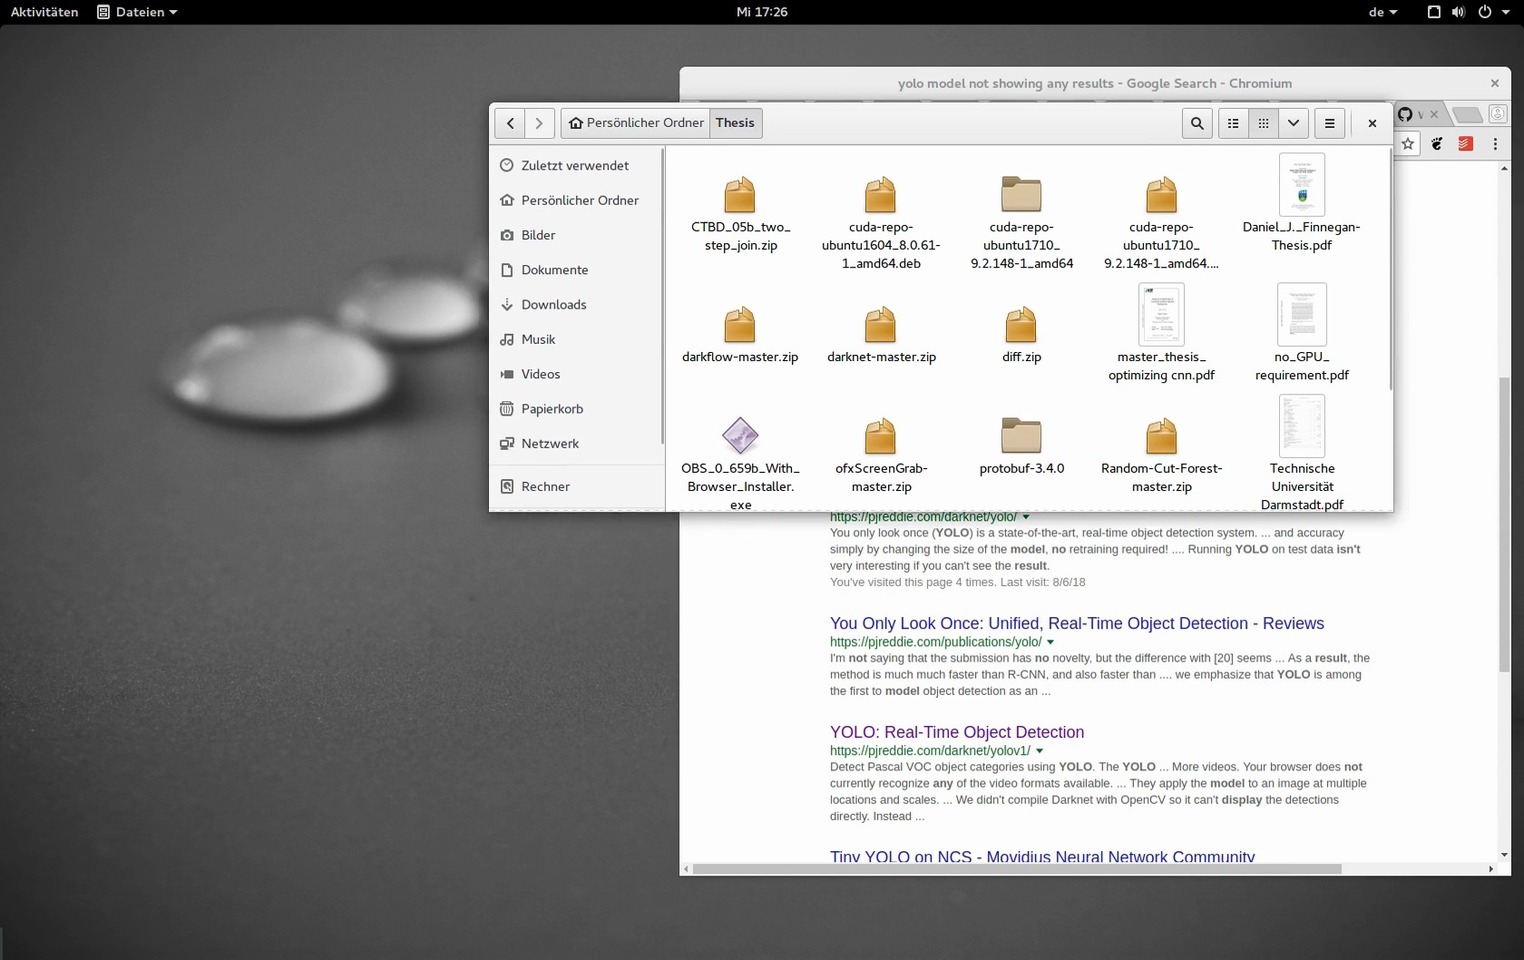 Aktivitäten Dateien Mi 17:26 de
yolo model not showing any results - Google Search - Chromium
Persönlicher Ordner Thesis
Zuletzt verwendet
Persönlicher Ordner
Bilder
Dokumente
Downloads
Musik
Videos
Papierkorb
Netzwerk
Rechner
CTBD_05b_two_
step_join.zip
cuda-repo-
ubuntu1604_8.0.61-
1_amd64.deb
cuda-repo-
ubuntu1710_
9.2.148-1_amd64
cuda-repo-
ubuntu1710_
9.2.148-1_amd64....
Daniel_J._Finnegan-
Thesis.pdf
darkflow-master.zip
darknet-master.zip
diff.zip
master_thesis_
optimizing cnn.pdf
no_GPU_
requirement.pdf
OBS_0_659b_With_
Browser_Installer.
exe
ofxScreenGrab-
master.zip
protobuf-3.4.0
Random-Cut-Forest-
master.zip
Technische
Universität
Darmstadt.pdf
https://pjreddie.com/darknet/yolo/
You only look once (YOLO) is a state-of-the-art, real-time object detection system. ... and accuracy
simply by changing the size of the model, no retraining required! .... Running YOLO on test data isn't
very interesting if you can't see the result.
You've visited this page 4 times. Last visit: 8/6/18
You Only Look Once: Unified, Real-Time Object Detection - Reviews
https://pjreddie.com/publications/yolo/
I'm not saying that the submission has no novelty, but the difference with [20] seems ... As a result, the
method is much much faster than R-CNN, and also faster than .... we emphasize that YOLO is among
the first to model object detection as an ...
YOLO: Real-Time Object Detection
https://pjreddie.com/darknet/yolov1/
Detect Pascal VOC object categories using YOLO. The YOLO ... More videos. Your browser does not
currently recognize any of the video formats available. ... They apply the model to an image at multiple
locations and scales. ... We didn't compile Darknet with OpenCV so it can't display the detections
directly. Instead ...
Tiny YOLO on NCS - Movidius Neural Network Community